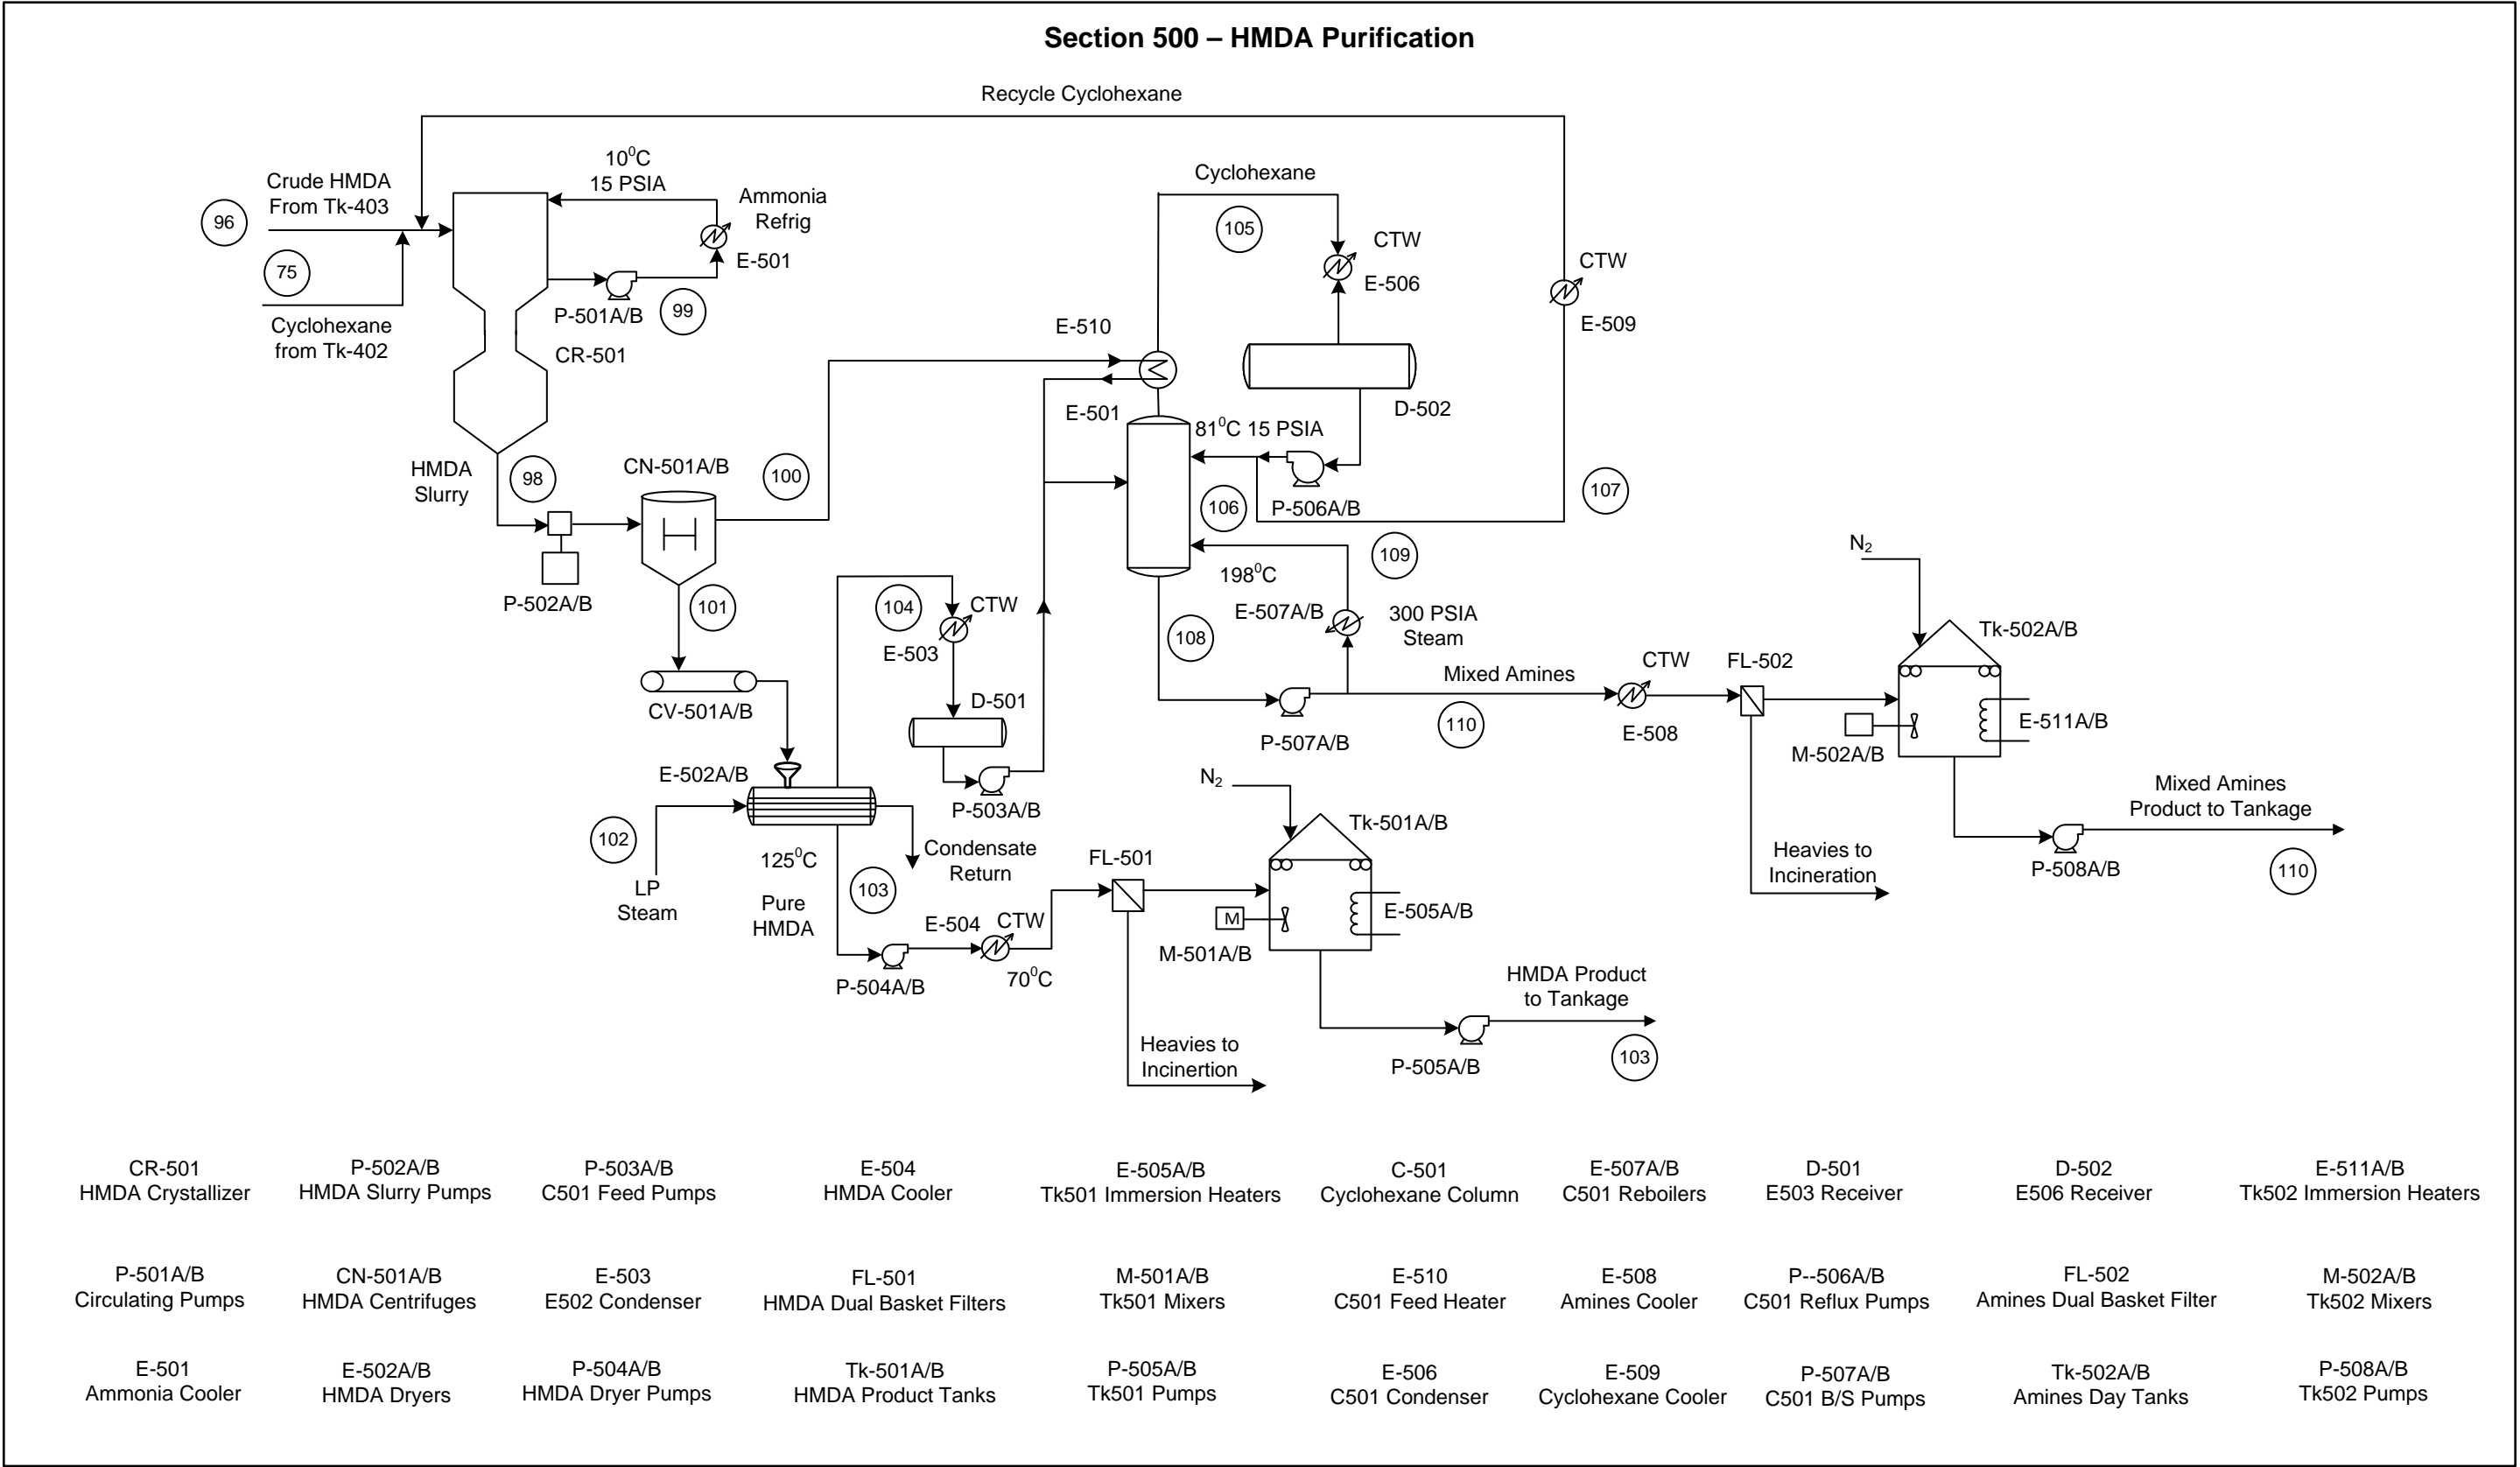 Section 500 – HMDA Purification
Recycle Cyclohexane
10⁰C
15 PSIA
Crude HMDA
From Tk-403
96
Ammonia
Refrig
E-501
75
Cyclohexane
from Tk-402
P-501A/B
99
CR-501
Cyclohexane
105
CTW
E-506
CTW
E-509
E-510
D-502
E-501
81⁰C 15 PSIA
HMDA
Slurry
98
CN-501A/B
100
106
P-506A/B
107
109
P-502A/B
101
104
CTW
E-503
198⁰C
E-507A/B
300 PSIA
Steam
108
N₂
Tk-502A/B
Mixed Amines
CTW
FL-502
CV-501A/B
D-501
110
P-507A/B
E-508
E-511A/B
M-502A/B
E-502A/B
P-503A/B
N₂
Mixed Amines
Product to Tankage
102
LP
Steam
125⁰C
Condensate
Return
Tk-501A/B
FL-501
Heavies to
Incineration
P-508A/B
110
Pure
HMDA
103
E-504
CTW
M
E-505A/B
M-501A/B
P-504A/B
70⁰C
HMDA Product
to Tankage
Heavies to
Incinertion
P-505A/B
103
CR-501
HMDA Crystallizer
P-502A/B
HMDA Slurry Pumps
P-503A/B
C501 Feed Pumps
E-504
HMDA Cooler
E-505A/B
Tk501 Immersion Heaters
C-501
Cyclohexane Column
E-507A/B
C501 Reboilers
D-501
E503 Receiver
D-502
E506 Receiver
E-511A/B
Tk502 Immersion Heaters
P-501A/B
Circulating Pumps
CN-501A/B
HMDA Centrifuges
E-503
E502 Condenser
FL-501
HMDA Dual Basket Filters
M-501A/B
Tk501 Mixers
E-510
C501 Feed Heater
E-508
Amines Cooler
P--506A/B
C501 Reflux Pumps
FL-502
Amines Dual Basket Filter
M-502A/B
Tk502 Mixers
E-501
Ammonia Cooler
E-502A/B
HMDA Dryers
P-504A/B
HMDA Dryer Pumps
Tk-501A/B
HMDA Product Tanks
P-505A/B
Tk501 Pumps
E-506
C501 Condenser
E-509
Cyclohexane Cooler
P-507A/B
C501 B/S Pumps
Tk-502A/B
Amines Day Tanks
P-508A/B
Tk502 Pumps